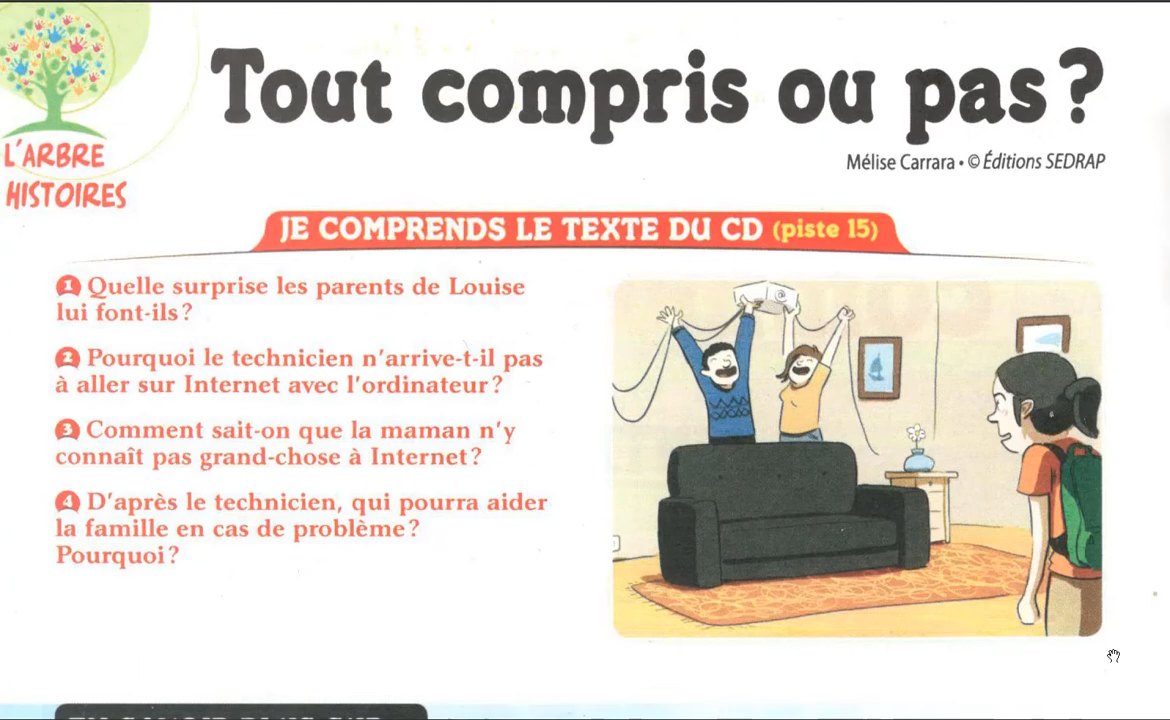 L'ARBRE
HISTOIRES
Tout compris ou pas ?
Mélise Carrara • © Éditions SEDRAP
JE COMPRENDS LE TEXTE DU CD (piste 15)
1 Quelle surprise les parents de Louise
lui font-ils ?
2 Pourquoi le technicien n'arrive-t-il pas
à aller sur Internet avec l'ordinateur ?
3 Comment sait-on que la maman n'y
connaît pas grand-chose à Internet ?
4 D'après le technicien, qui pourra aider
la famille en cas de problème ?
Pourquoi ?
@